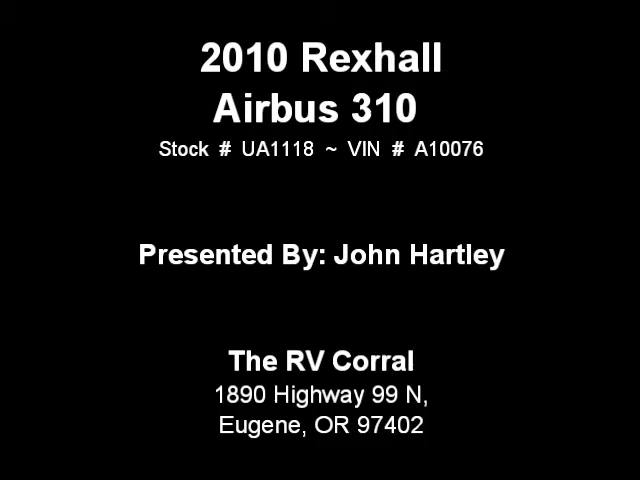 2010 Rexhall
Airbus 310
Stock # UA1118 ~ VIN # A10076
Presented By: John Hartley
The RV Corral
1890 Highway 99 N,
Eugene, OR 97402